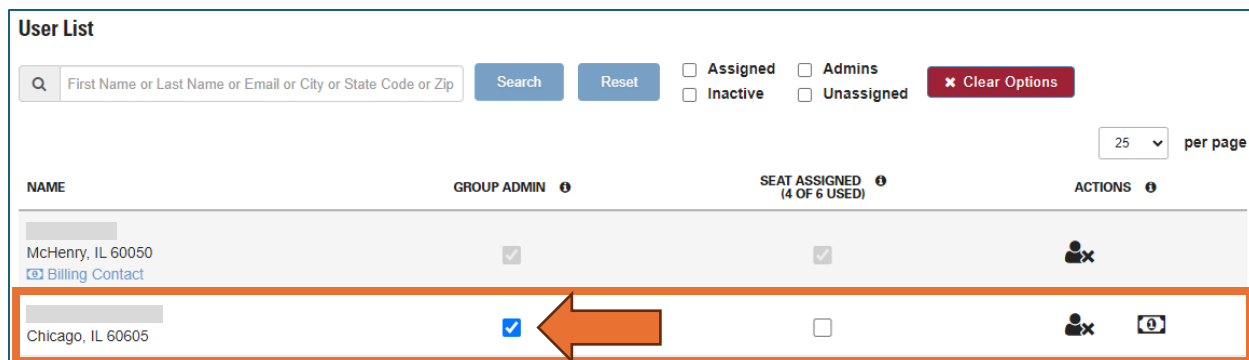 User List
First Name or Last Name or Email or City or State Code or Zip
Search
Reset
Assigned
Admins
Inactive
Unassigned
✖ Clear Options
25
per page
NAME
GROUP ADMIN
SEAT ASSIGNED
(4 OF 6 USED)
ACTIONS
McHenry, IL 60050
Billing Contact
Chicago, IL 60605